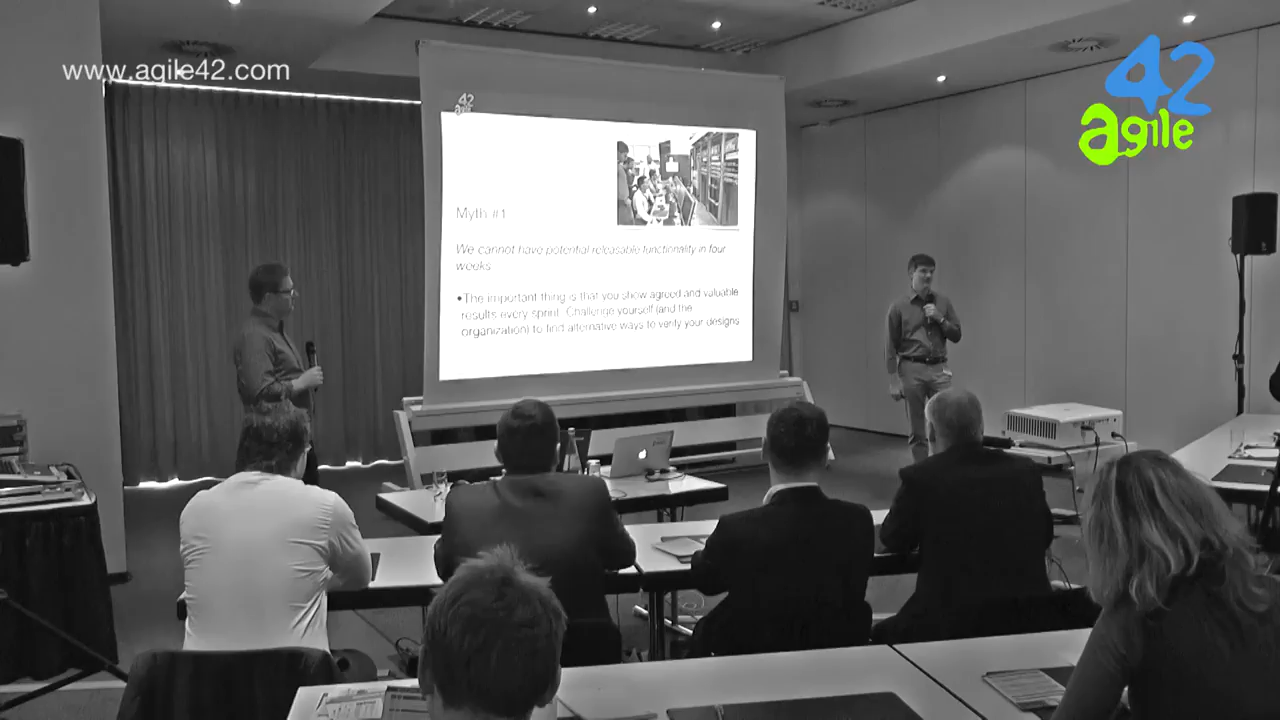 www.agile42.com
42
agile
42
agile
Myth #1
We cannot have potential releasable functionality in four
weeks
•The important thing is that you show agreed and valuable
results every sprint. Challenge yourself (and the
organization) to find alternative ways to verify your designs